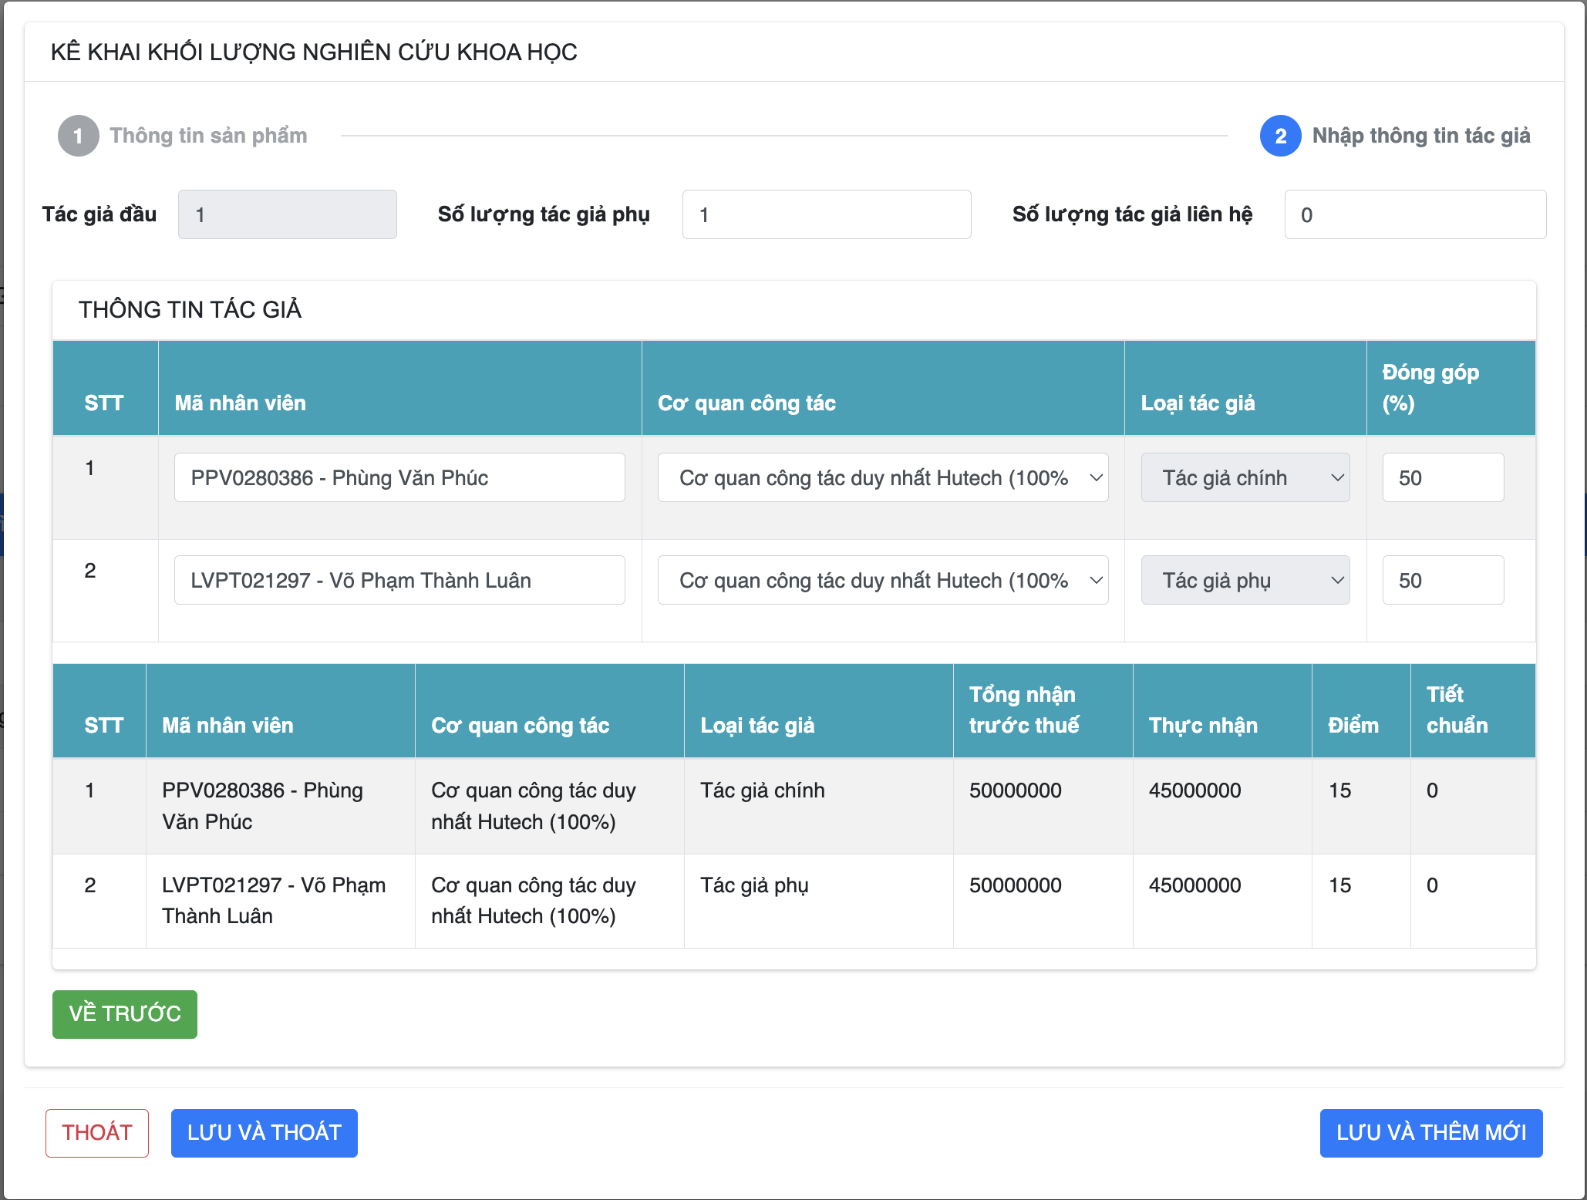 KÊ KHAI KHỐI LƯỢNG NGHIÊN CỨU KHOA HỌC
1 Thông tin sản phẩm 2 Nhập thông tin tác giả
Tác giả đầu 1 Số lượng tác giả phụ 1 Số lượng tác giả liên hệ 0
THÔNG TIN TÁC GIẢ
STT Mã nhân viên Cơ quan công tác Loại tác giả Đóng góp
(%)
1 PPV0280386 - Phùng Văn Phúc Cơ quan công tác duy nhất Hutech (100% Tác giả chính 50
2 LVPT021297 - Võ Phạm Thành Luân Cơ quan công tác duy nhất Hutech (100% Tác giả phụ 50
STT Mã nhân viên Cơ quan công tác Loại tác giả Tổng nhận
trước thuế Thực nhận Điểm Tiết
chuẩn
1 PPV0280386 - Phùng Cơ quan công tác duy Tác giả chính 50000000 45000000 15 0
Văn Phúc nhất Hutech (100%)
2 LVPT021297 - Võ Phạm Cơ quan công tác duy Tác giả phụ 50000000 45000000 15 0
Thành Luân nhất Hutech (100%)
VỀ TRƯỚC
THOÁT LƯU VÀ THOÁT LƯU VÀ THÊM MỚI